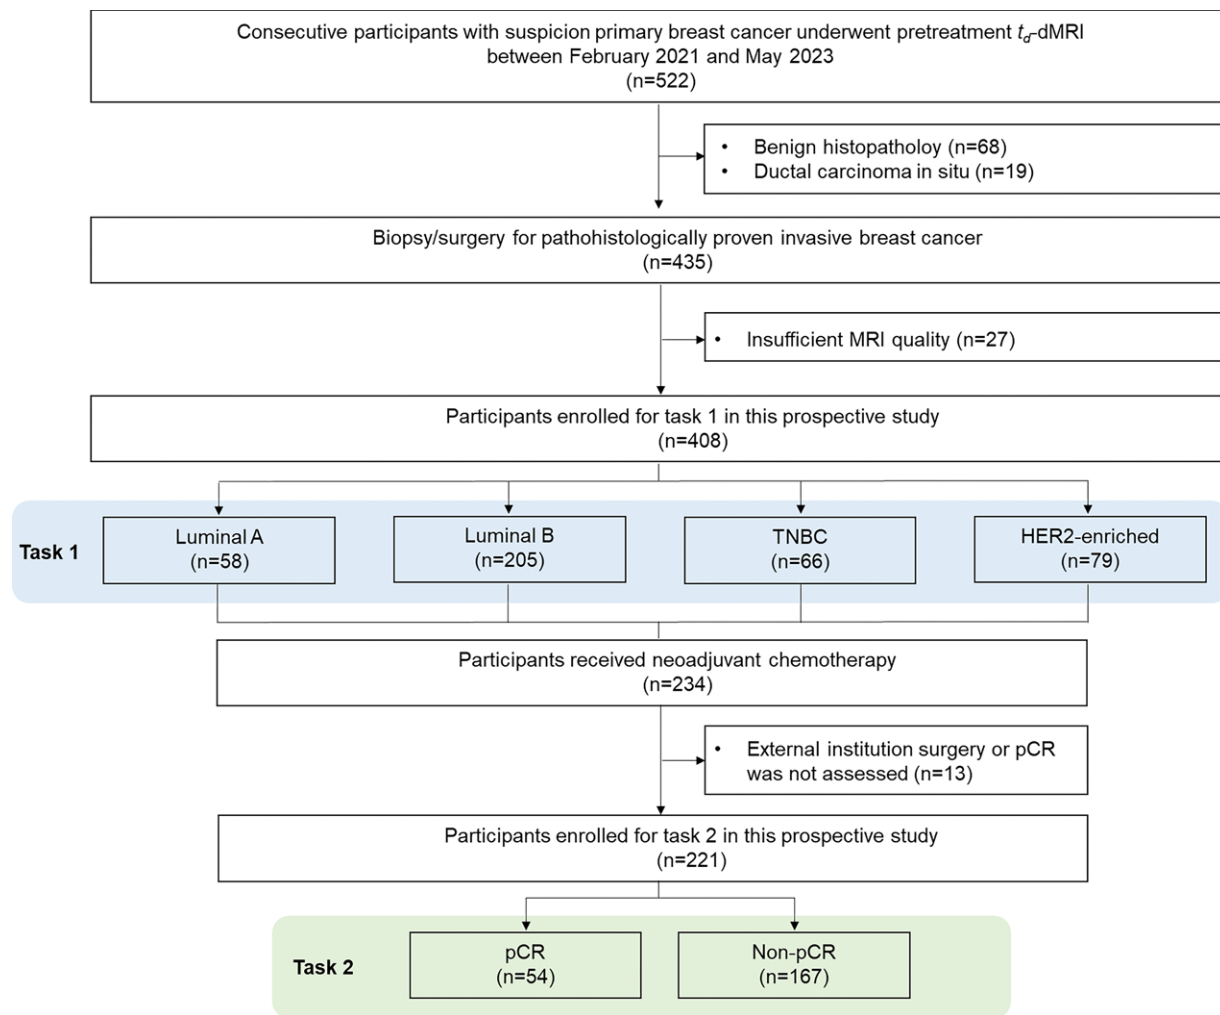 Consecutive participants with suspicion primary breast cancer underwent pretreatment t_d-dMRI
between February 2021 and May 2023
(n=522)
• Benign histopatholoy (n=68)
• Ductal carcinoma in situ (n=19)
Biopsy/surgery for pathohistologically proven invasive breast cancer
(n=435)
• Insufficient MRI quality (n=27)
Participants enrolled for task 1 in this prospective study
(n=408)
Task 1
Luminal A
(n=58)
Luminal B
(n=205)
TNBC
(n=66)
HER2-enriched
(n=79)
Participants received neoadjuvant chemotherapy
(n=234)
• External institution surgery or pCR
was not assessed (n=13)
Participants enrolled for task 2 in this prospective study
(n=221)
Task 2
pCR
(n=54)
Non-pCR
(n=167)